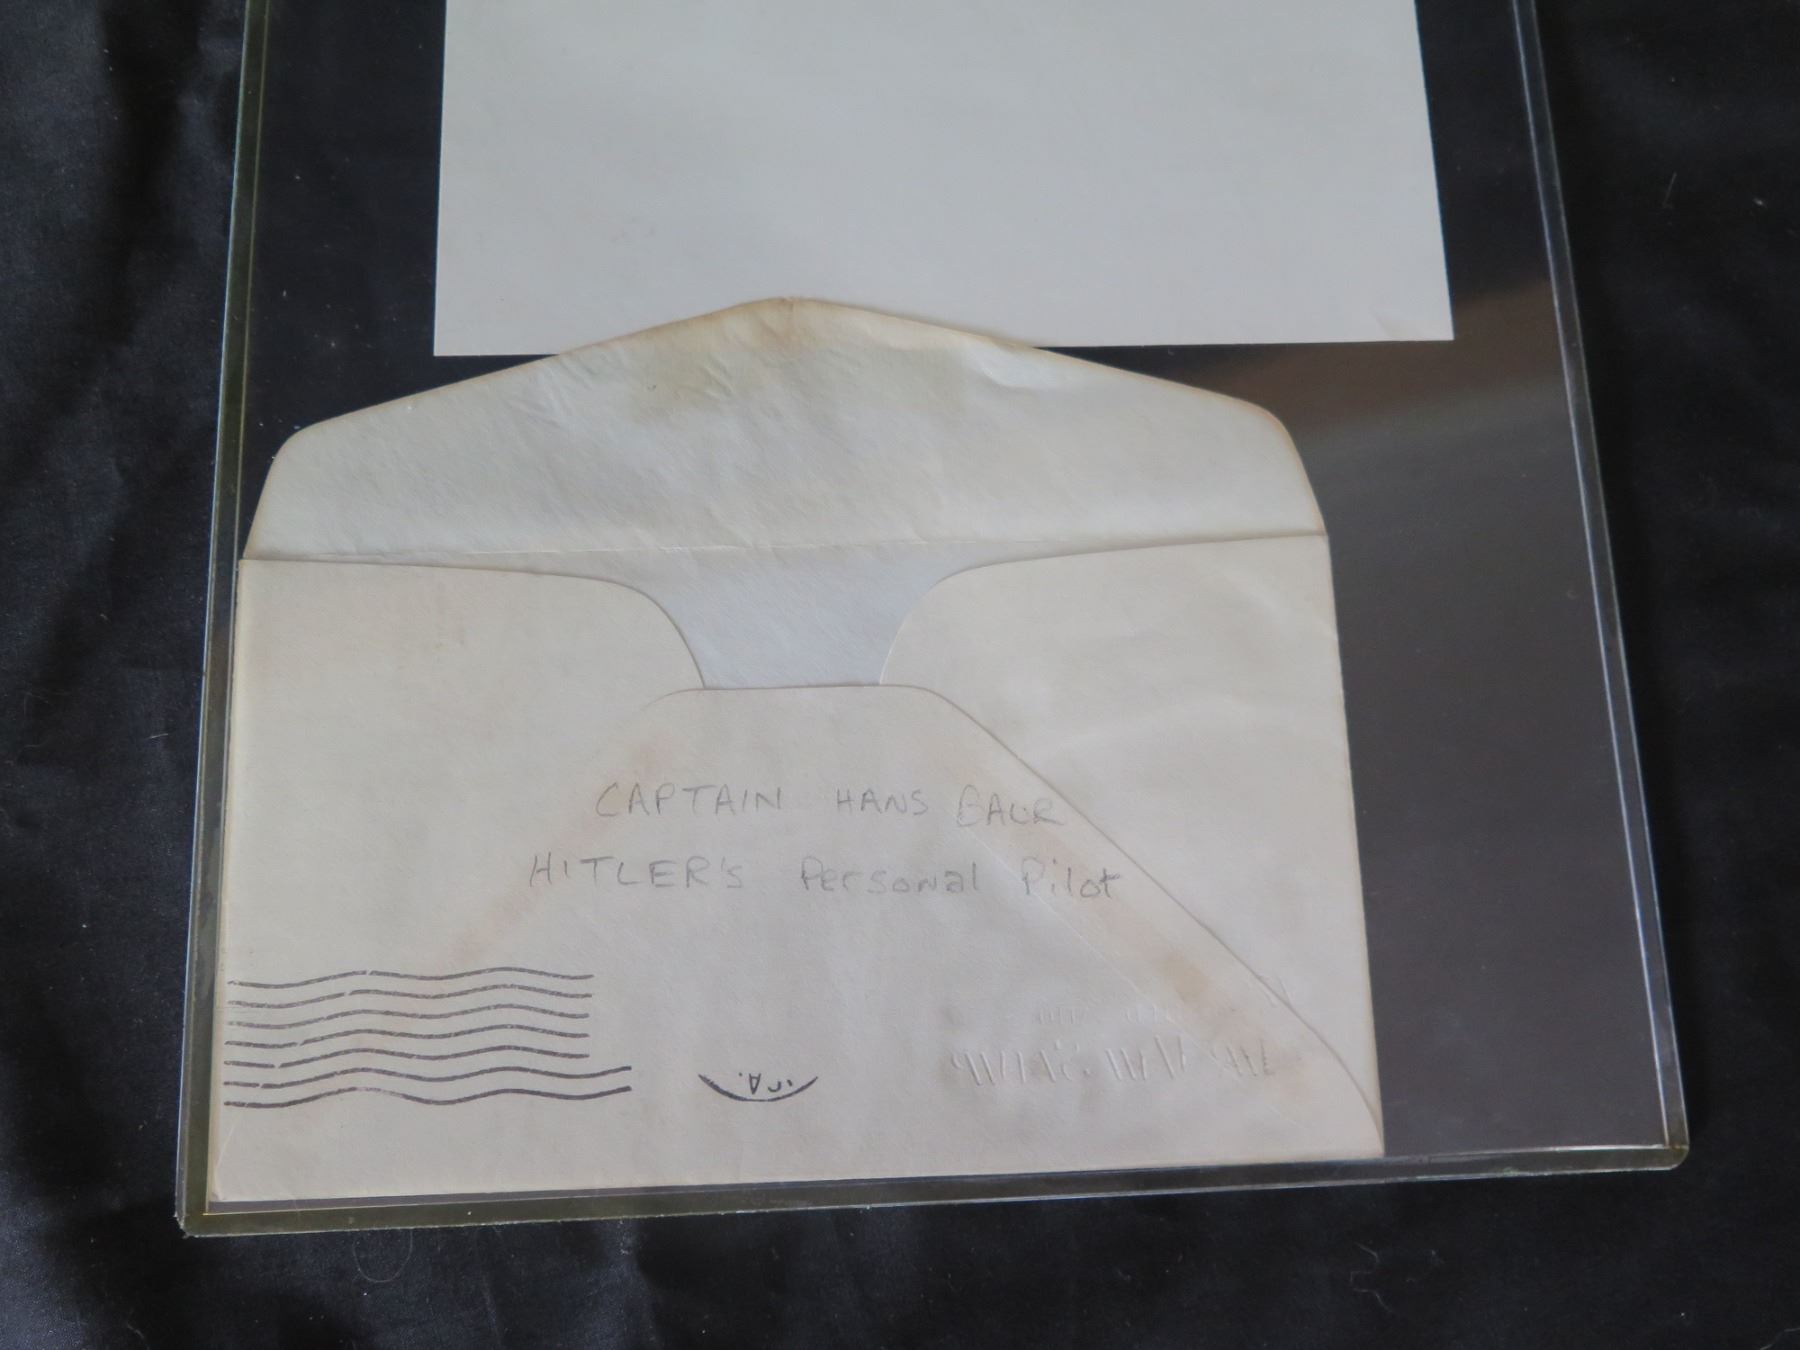 CAPTAIN HANS BAUR
HITLER'S Personal Pilot